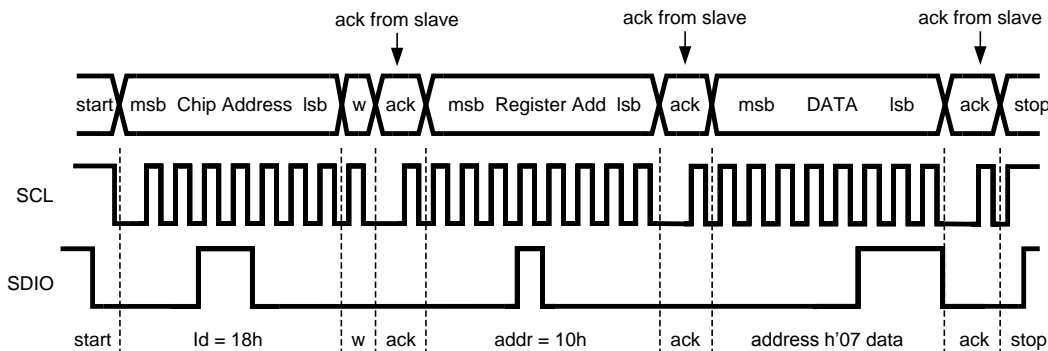 ack from slave ack from slave ack from slave
start msb Chip Address lsb w ack msb Register Add lsb ack msb DATA lsb ack stop
SCL
SDIO
start Id = 18h w ack addr = 10h ack address h'07 data ack stop